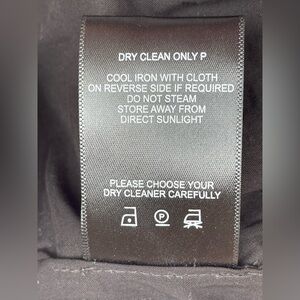 DRY CLEAN ONLY P
COOL IRON WITH CLOTH
ON REVERSE SIDE IF REQUIRED
DO NOT STEAM
STORE AWAY FROM
DIRECT SUNLIGHT
PLEASE CHOOSE YOUR
DRY CLEANER CAREFULLY
P